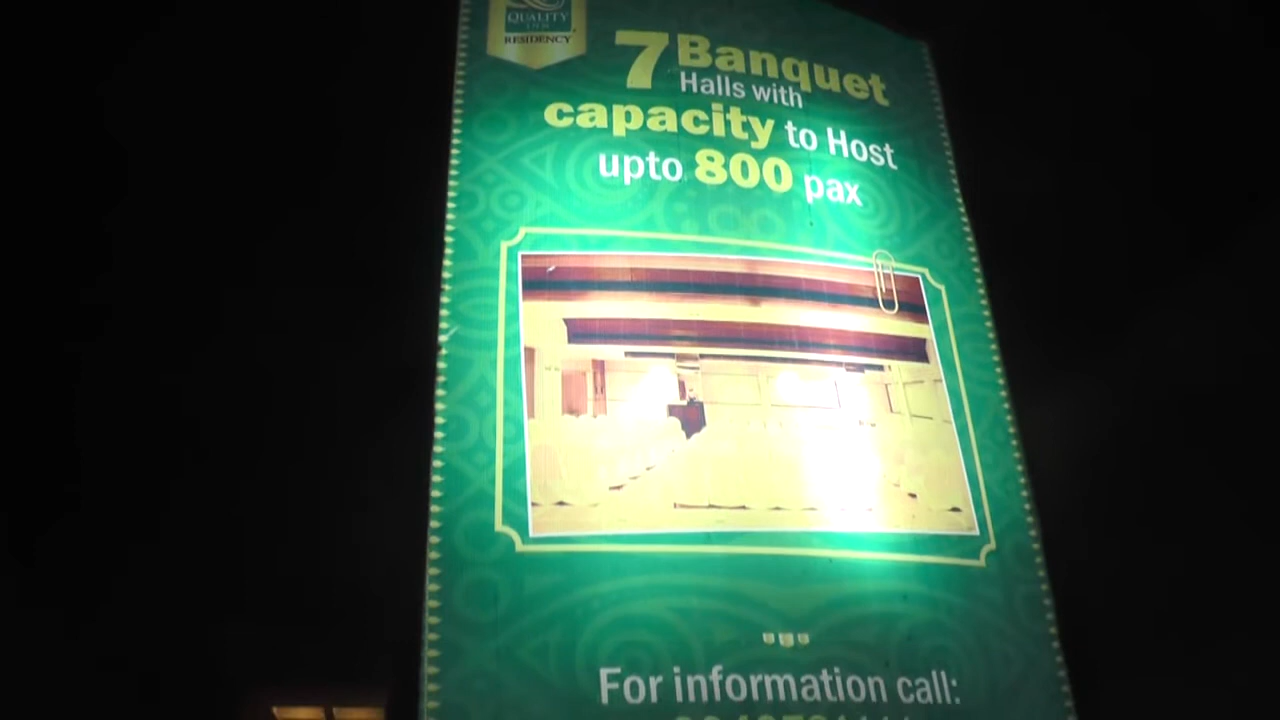 QUALITY
INN
RESIDENCY
7 Banquet
Halls with
capacity to Host
upto 800 pax
For information call: